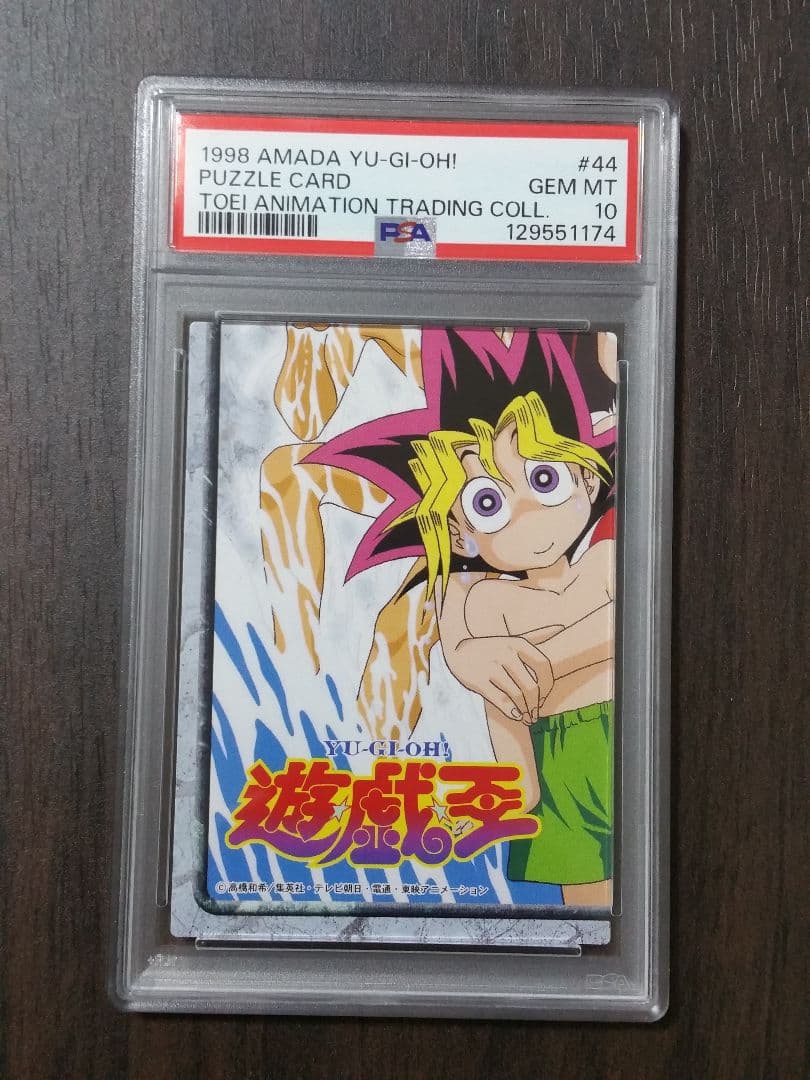 1998 AMADA YU-GI-OH! #44
PUZZLE CARD GEM MT
TOEI ANIMATION TRADING COLL. 10
PSA 129551174
YU-GI-OH!
遊☆戯☆王
©高橋和希/集英社・テレビ朝日・電通・東映アニメーション
PSA